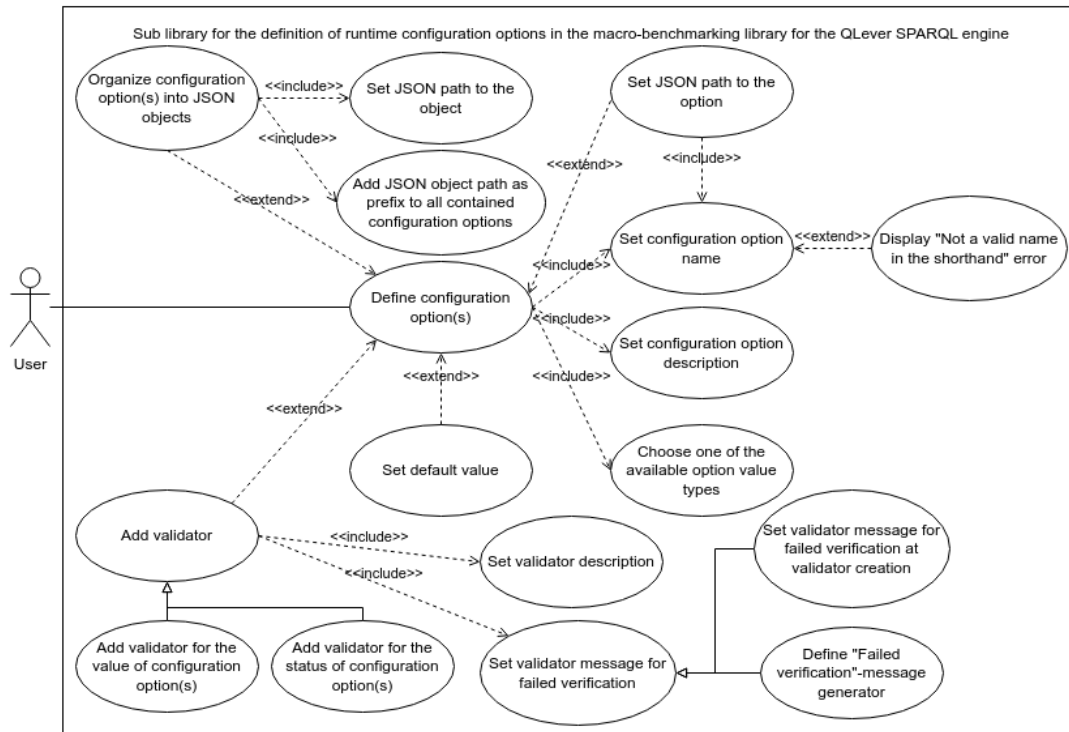 Sub library for the definition of runtime configuration options in the macro-benchmarking library for the QLever SPARQL engine
Organize configuration
option(s) into JSON
objects
<<include>>
Set JSON path to the
object
Set JSON path to the
option
<<include>>
<<extend>>
<<include>>
<<extend>>
Add JSON object path as
prefix to all contained
configuration options
Set configuration option
name
<<extend>>
Display "Not a valid name
in the shorthand" error
<<include>>
Define configuration
option(s)
User
<<include>>
Set configuration option
description
<<extend>>
<<include>>
<<extend>>
Set default value
Choose one of the
available option value
types
Add validator
<<include>>
Set validator description
<<include>>
Set validator message for
failed verification at
validator creation
Add validator for the
value of configuration
option(s)
Add validator for the
status of configuration
option(s)
Set validator message for
failed verification
Define "Failed
verification"-message
generator